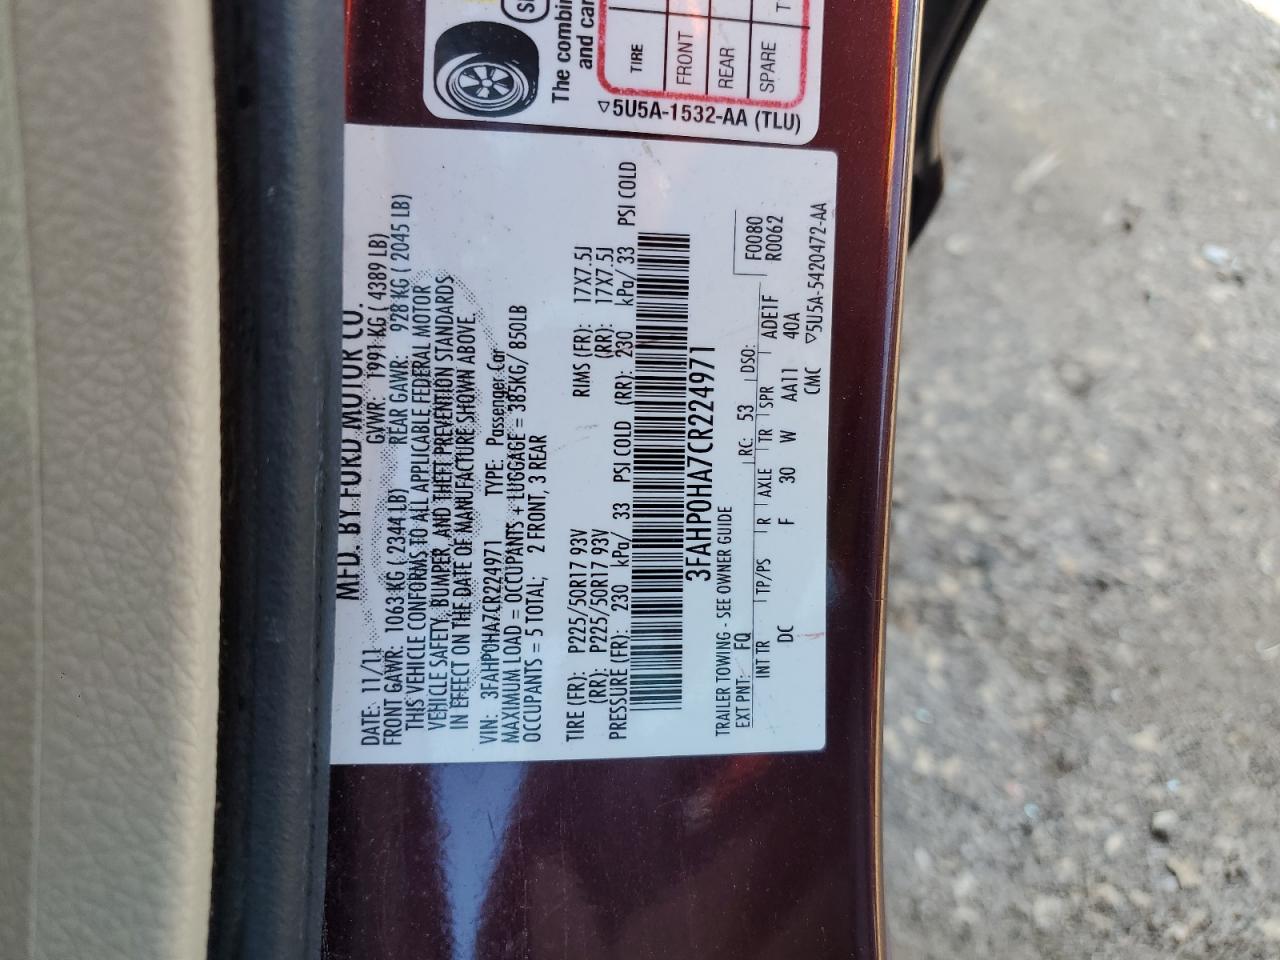 MFD. BY FORD MOTOR CO.
DATE: 11/11 GVWR: 1991 KG ( 4389 LB)
FRONT GAWR: 1063 KG ( 2344 LB) REAR GAWR: 928 KG ( 2045 LB)
THIS VEHICLE CONFORMS TO ALL APPLICABLE FEDERAL MOTOR
VEHICLE SAFETY, BUMPER, AND THEFT PREVENTION STANDARDS
IN EFFECT ON THE DATE OF MANUFACTURE SHOWN ABOVE.
VIN: 3FAHP0HA7CR224971 TYPE: Passenger Car
MAXIMUM LOAD = OCCUPANTS + LUGGAGE = 385KG/ 850LB
OCCUPANTS = 5 TOTAL; 2 FRONT, 3 REAR
TIRE (FR): P225/50R17 93V RIMS (FR): 17X7.5J
(RR): P225/50R17 93V (RR): 17X7.5J
PRESSURE (FR): 230 kPa/ 33 PSI COLD (RR): 230 kPa/ 33 PSI COLD
3FAHP0HA7CR224971
TRAILER TOWING - SEE OWNER GUIDE F0080
EXT PNT: FQ RC: 53 DSO: R0062
INT TR TP/PS R AXLE TR SPR ADE1F
DC F 30 W AA11 40A
CMC ▽5U5A-5420472-AA
The combin
and car
TIRE
FRONT
REAR
SPARE
▽5U5A-1532-AA (TLU)